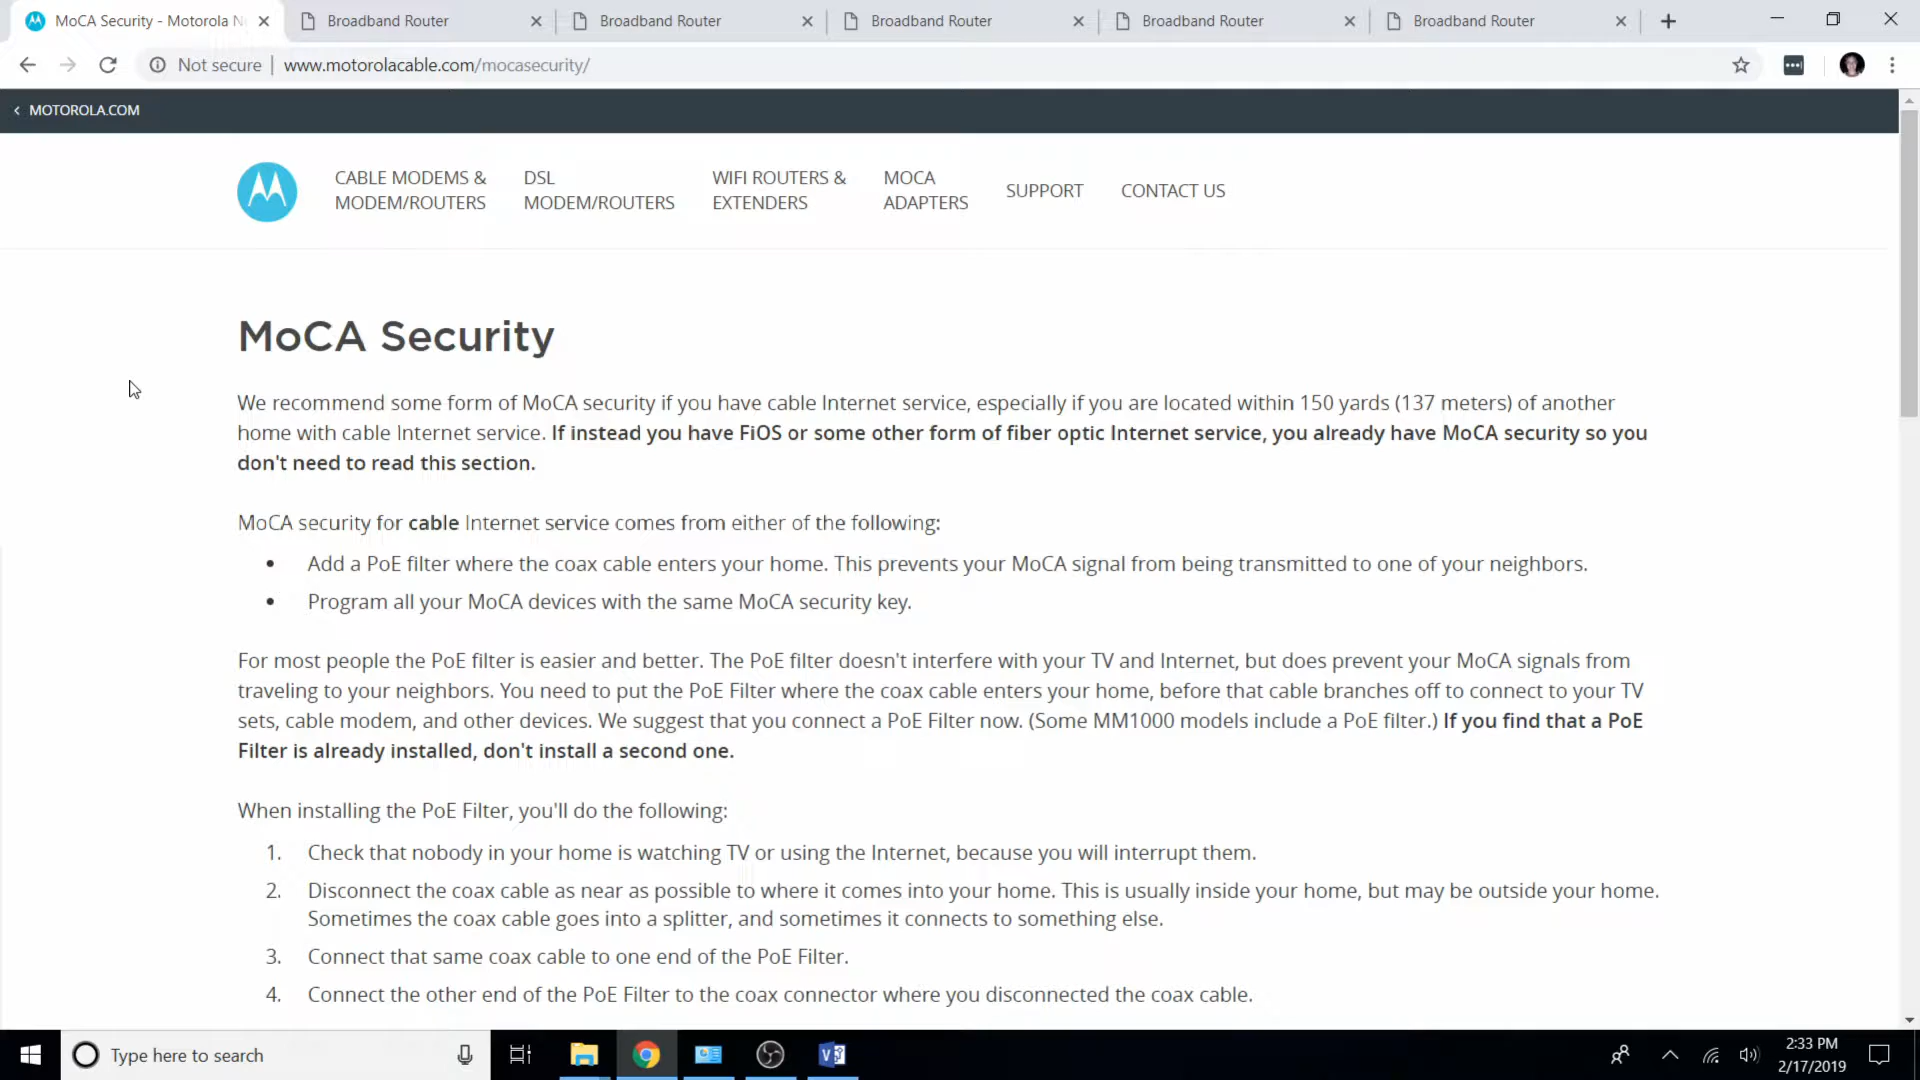 MoCA Security - Motorola N
Broadband Router
Broadband Router
Broadband Router
Broadband Router
Broadband Router
Not secure | www.motorolacable.com/mocasecurity/
MOTOROLA.COM
CABLE MODEMS &
MODEM/ROUTERS
DSL
MODEM/ROUTERS
WIFI ROUTERS &
EXTENDERS
MOCA
ADAPTERS
SUPPORT
CONTACT US
MoCA Security
We recommend some form of MoCA security if you have cable Internet service, especially if you are located within 150 yards (137 meters) of another
home with cable Internet service. If instead you have FiOS or some other form of fiber optic Internet service, you already have MoCA security so you
don't need to read this section.
MoCA security for cable Internet service comes from either of the following:
• Add a PoE filter where the coax cable enters your home. This prevents your MoCA signal from being transmitted to one of your neighbors.
• Program all your MoCA devices with the same MoCA security key.
For most people the PoE filter is easier and better. The PoE filter doesn't interfere with your TV and Internet, but does prevent your MoCA signals from
traveling to your neighbors. You need to put the PoE Filter where the coax cable enters your home, before that cable branches off to connect to your TV
sets, cable modem, and other devices. We suggest that you connect a PoE Filter now. (Some MM1000 models include a PoE filter.) If you find that a PoE
Filter is already installed, don't install a second one.
When installing the PoE Filter, you'll do the following:
1. Check that nobody in your home is watching TV or using the Internet, because you will interrupt them.
2. Disconnect the coax cable as near as possible to where it comes into your home. This is usually inside your home, but may be outside your home.
Sometimes the coax cable goes into a splitter, and sometimes it connects to something else.
3. Connect that same coax cable to one end of the PoE Filter.
4. Connect the other end of the PoE Filter to the coax connector where you disconnected the coax cable.
Type here to search
2:33 PM
2/17/2019